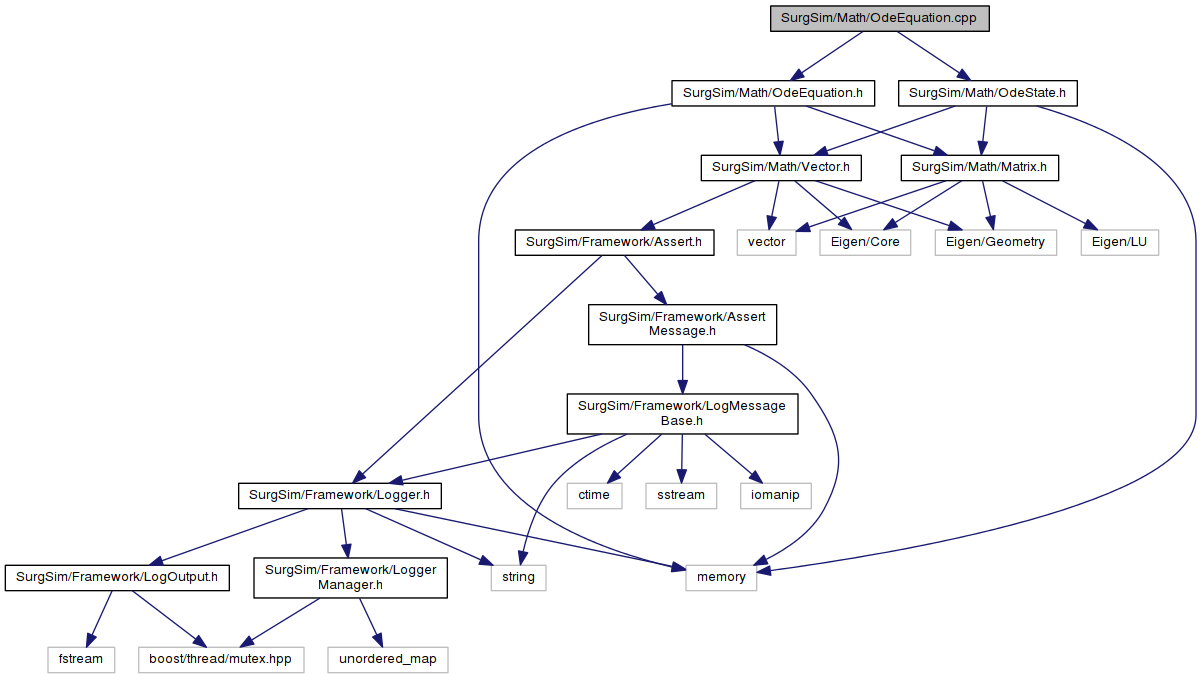 SurgSim/Math/OdeEquation.cpp
SurgSim/Math/OdeEquation.h
SurgSim/Math/OdeState.h
SurgSim/Math/Vector.h
SurgSim/Math/Matrix.h
SurgSim/Framework/Assert.h
vector
Eigen/Core
Eigen/Geometry
Eigen/LU
SurgSim/Framework/Assert
Message.h
SurgSim/Framework/LogMessage
Base.h
SurgSim/Framework/Logger.h
ctime
sstream
iomanip
SurgSim/Framework/LogOutput.h
SurgSim/Framework/Logger
Manager.h
string
memory
fstream
boost/thread/mutex.hpp
unordered_map